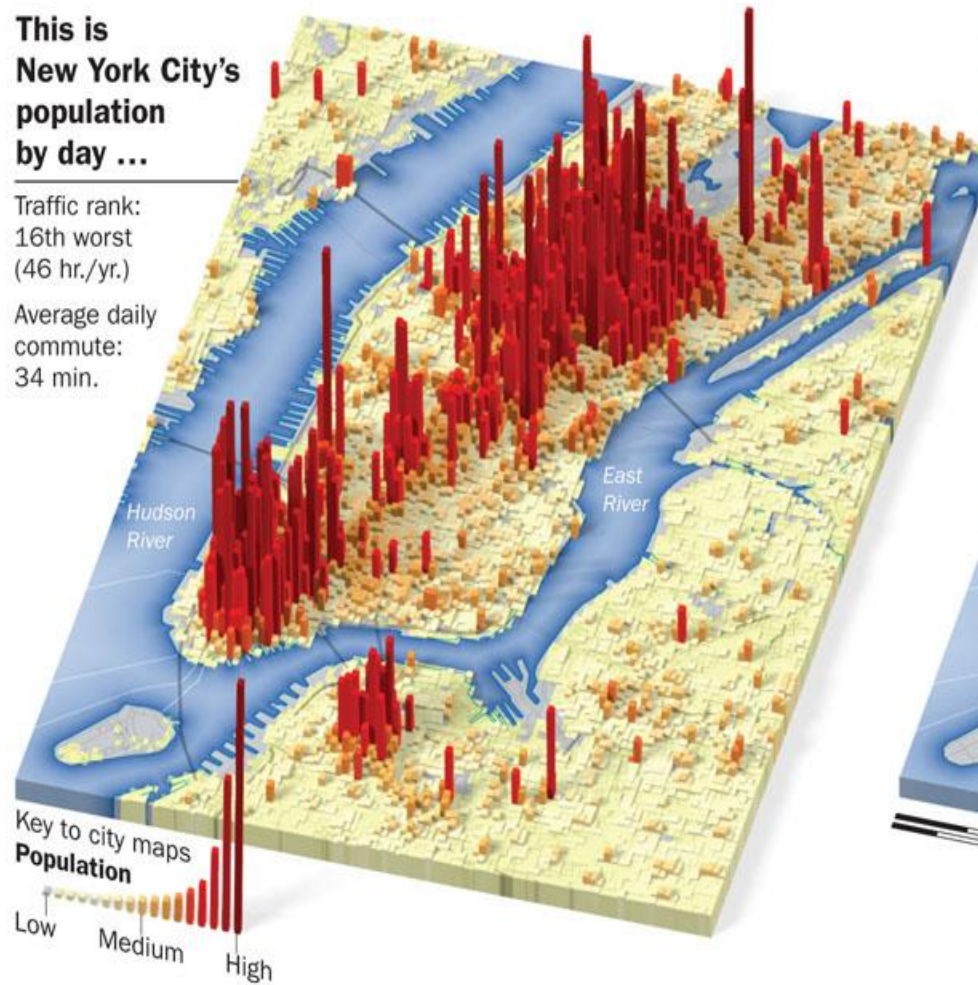 This is
New York City's
population
by day ...
Traffic rank:
16th worst
(46 hr./yr.)
Average daily
commute:
34 min.
Hudson
River
East
River
Key to city maps
Population
Low
Medium
High